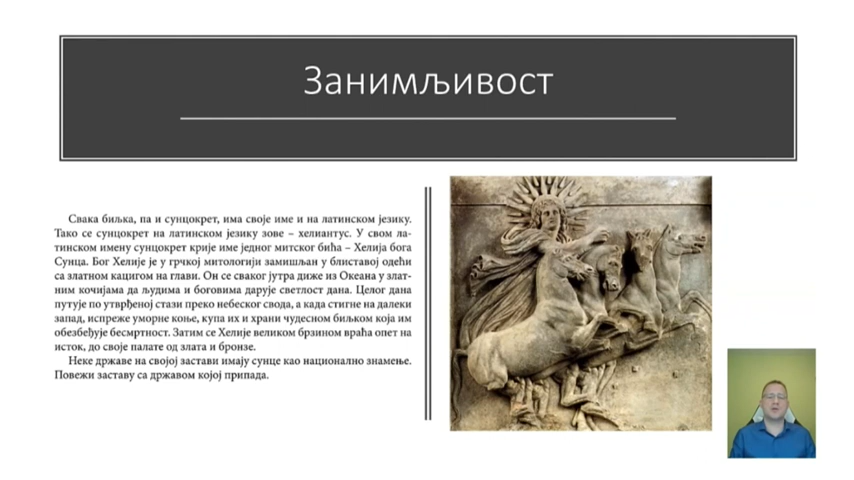 Занимљивост
Свака биљка, па и сунцокрет, има своје име и на латинском језику.
Тако се сунцокрет на латинском језику зове – хелиантус. У свом ла-
тинском имену сунцокрет крије име једног митског бића – Хелија бога
Сунца. Бог Хелије је у грчкој митологији замишљан у блиставој одећи
са златном кацигом на глави. Он се сваког јутра диже из Океана у злат-
ним кочијама да људима и боговима дарује светлост дана. Целог дана
путује по утврђеној стази преко небеског свода, а када стигне на далеки
запад, испреже уморне коње, купа их и храни чудесном биљком која им
обезбеђује бесмртност. Затим се Хелије великом брзином враћа опет на
исток, до своје палате од злата и бронзе.
Неке државе на својој застави имају сунце као национално знамење.
Повежи заставу са државом којој припада.